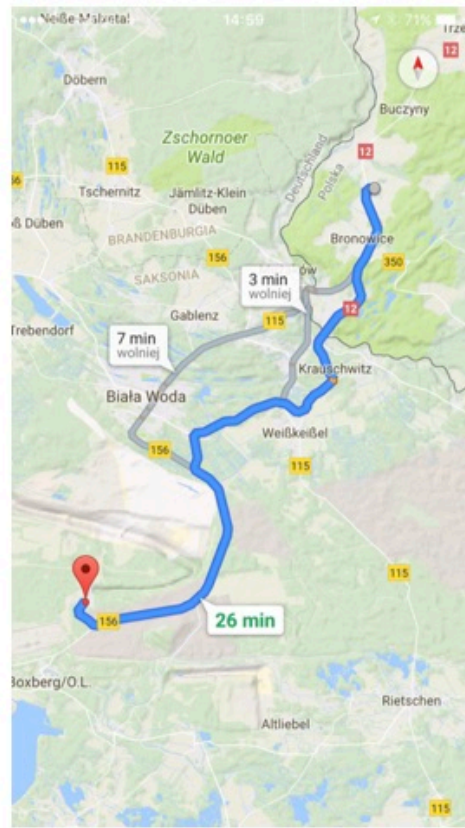 Neiße-Malxetal
14:59
71%
12
Döbern
Buczyny
Zschornoer
Wald
Deutschland
Polska
12
115
Tschernitz
Jämlitz-Klein
Düben
ß Düben
BRANDENBURGIA
156
SAKSONIA
Bronowice
350
3 min
wolniej
ów
12
115
Gablenz
Trebendorf
7 min
wolniej
Krauschwitz
Biała Woda
Weißkeißel
156
115
115
156
26 min
Boxberg/O.L.
Rietschen
Altliebel
115